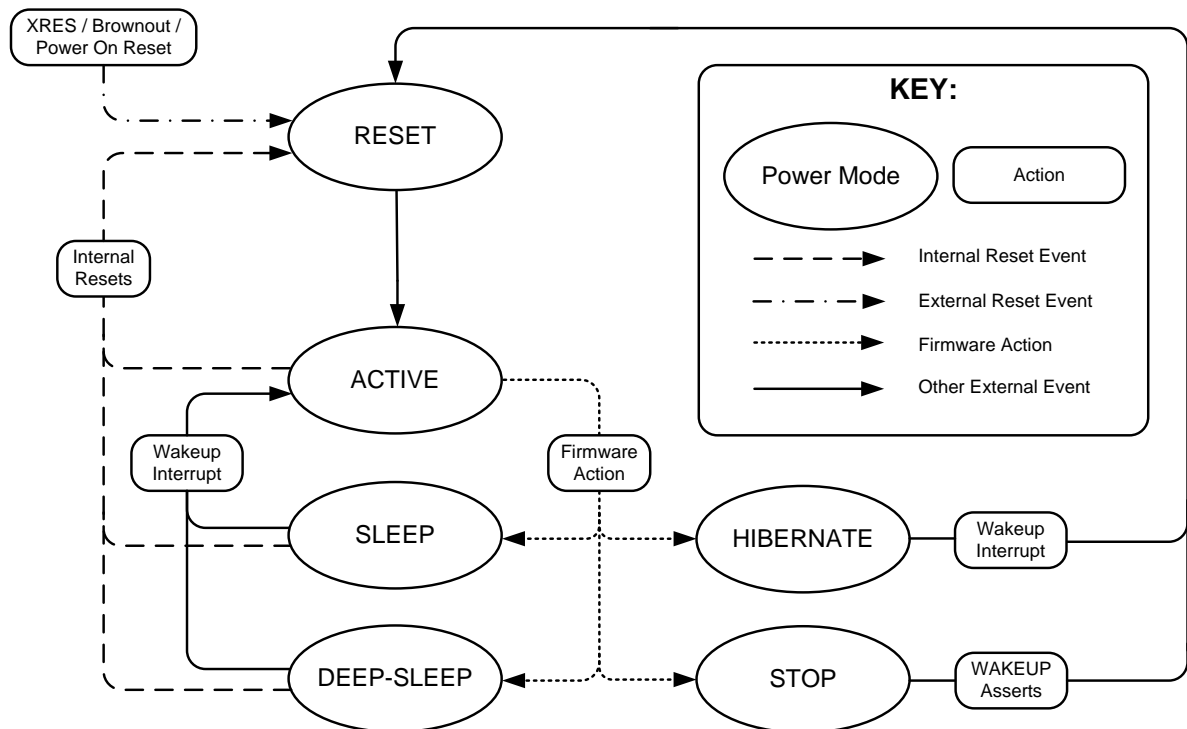 XRES / Brownout /
Power On Reset
RESET
KEY:
Power Mode
Action
Internal
Resets
Internal Reset Event
External Reset Event
Firmware Action
Other External Event
ACTIVE
Wakeup
Interrupt
Firmware
Action
SLEEP
HIBERNATE
Wakeup
Interrupt
DEEP-SLEEP
STOP
WAKEUP
Asserts